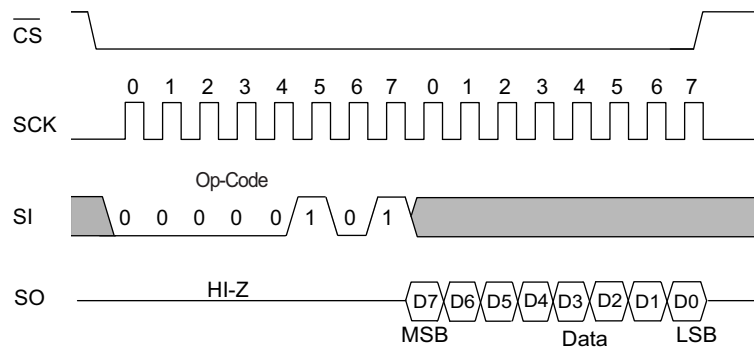 CS
0 1 2 3 4 5 6 7 0 1 2 3 4 5 6 7
SCK
Op-Code
SI 0 0 0 0 0 1 0 1
SO HI-Z D7 D6 D5 D4 D3 D2 D1 D0
MSB Data LSB